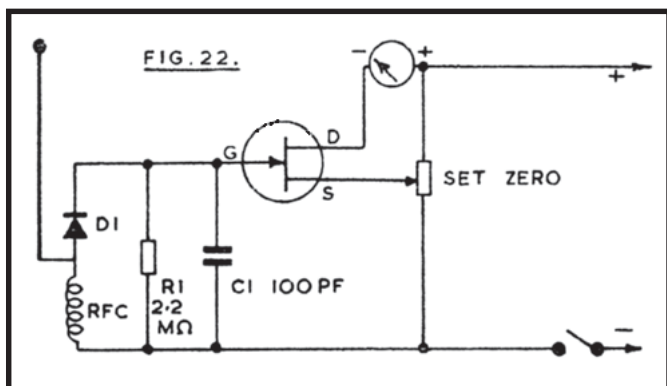 FIG.22.
- +
+
D
G
S
SET ZERO
D1
R1
2·2
MΩ
C1 100PF
RFC
-